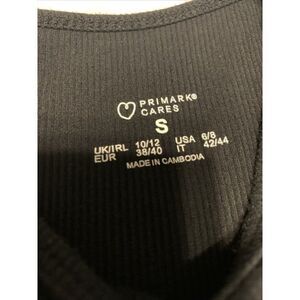 PRIMARK®
CARES
S
UK/IRL 10/12 USA 6/8
EUR 38/40 IT 42/44
MADE IN CAMBODIA